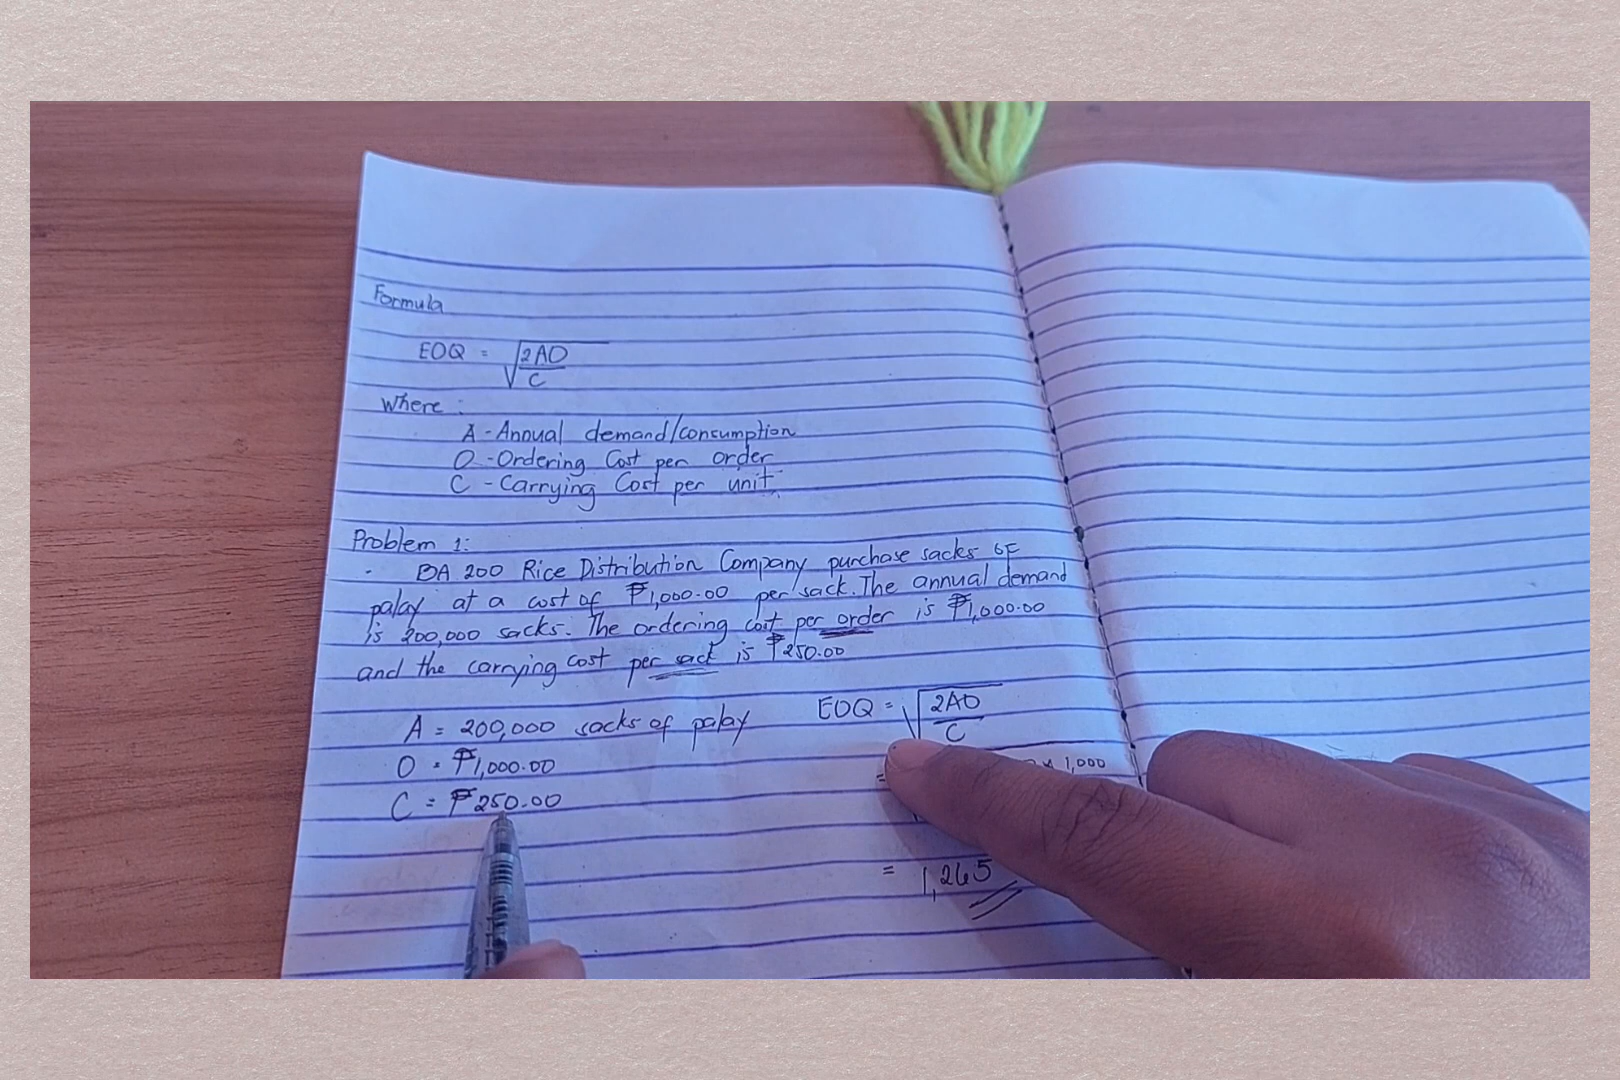 Formula
EOQ = √2AO
C
Where :
A - Annual demand/consumption
O - Ordering Cost per order
C - Carrying Cost per unit.
Problem 1:
BA 200 Rice Distribution Company purchase sacks of
palay at a cost of ₱1,000.00 per sack. The annual demand
is 200,000 sacks. The ordering cost per order is ₱1,000.00
and the carrying cost per sack is ₱250.00
A = 200,000 sacks of palay
O = ₱1,000.00
C = ₱250.00
EOQ = √2AO
C
= x 1,000
= 1,265